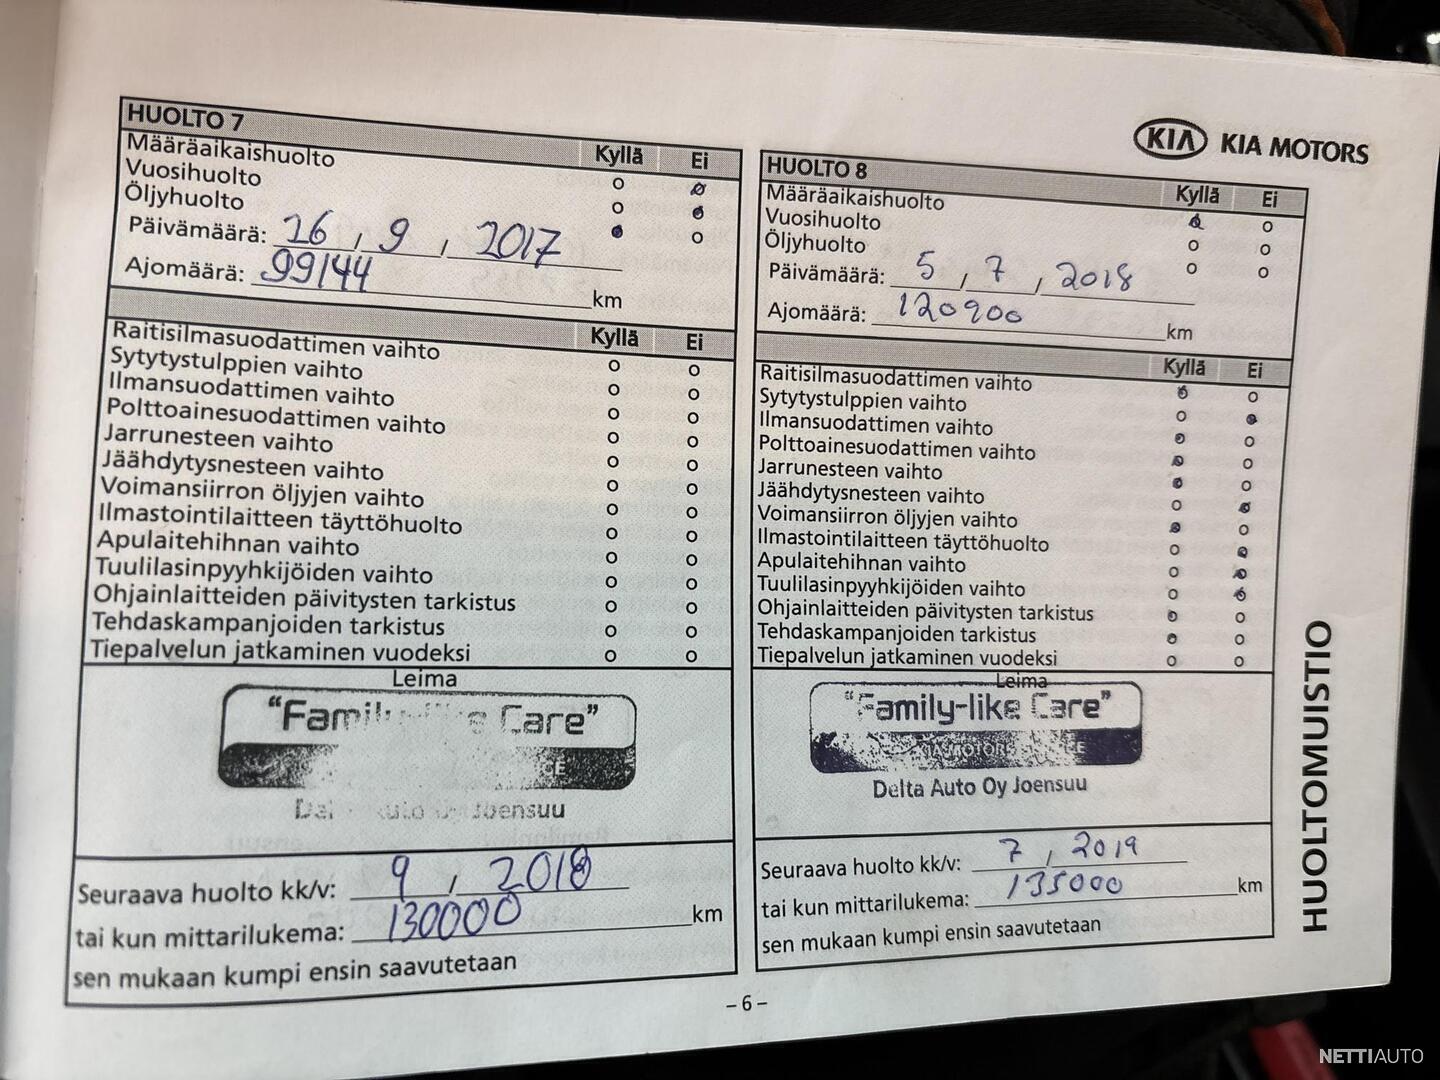 KIA KIA MOTORS
HUOLTO 7
Kyllä Ei
Määräaikaishuolto o o
Vuosihuolto o o
Öljyhuolto o o
Päivämäärä: 26 , 9 , 2017
Ajomäärä: 99144 km
Kyllä Ei
Raitisilmasuodattimen vaihto o o
Sytytystulppien vaihto o o
Ilmansuodattimen vaihto o o
Polttoainesuodattimen vaihto o o
Jarrunesteen vaihto o o
Jäähdytysnesteen vaihto o o
Voimansiirron öljyjen vaihto o o
Ilmastointilaitteen täyttöhuolto o o
Apulaitehihnan vaihto o o
Tuulilasinpyyhkijöiden vaihto o o
Ohjainlaitteiden päivitysten tarkistus o o
Tehdaskampanjoiden tarkistus o o
Tiepalvelun jatkaminen vuodeksi o o
Leima
Care"
Joensuu
Seuraava huolto kk/v: 9 , 2018
tai kun mittarilukema: 130000 km
sen mukaan kumpi ensin saavutetaan
HUOLTO 8
Kyllä Ei
Määräaikaishuolto o o
Vuosihuolto o o
Öljyhuolto o o
Päivämäärä: 5 , 7 , 2018
Ajomäärä: 120900 km
Kyllä Ei
Raitisilmasuodattimen vaihto o o
Sytytystulppien vaihto o o
Ilmansuodattimen vaihto o o
Polttoainesuodattimen vaihto o o
Jarrunesteen vaihto o o
Jäähdytysnesteen vaihto o o
Voimansiirron öljyjen vaihto o o
Ilmastointilaitteen täyttöhuolto o o
Apulaitehihnan vaihto o o
Tuulilasinpyyhkijöiden vaihto o o
Ohjainlaitteiden päivitysten tarkistus o o
Tehdaskampanjoiden tarkistus o o
Tiepalvelun jatkaminen vuodeksi o o
Leima
"Family-like Care"
KIA MOTORS
Delta Auto Oy Joensuu
Seuraava huolto kk/v: 7 , 2019
tai kun mittarilukema: 135000 km
sen mukaan kumpi ensin saavutetaan
HUOLTOMUISTIO
– 6 –
NETTIAUTO